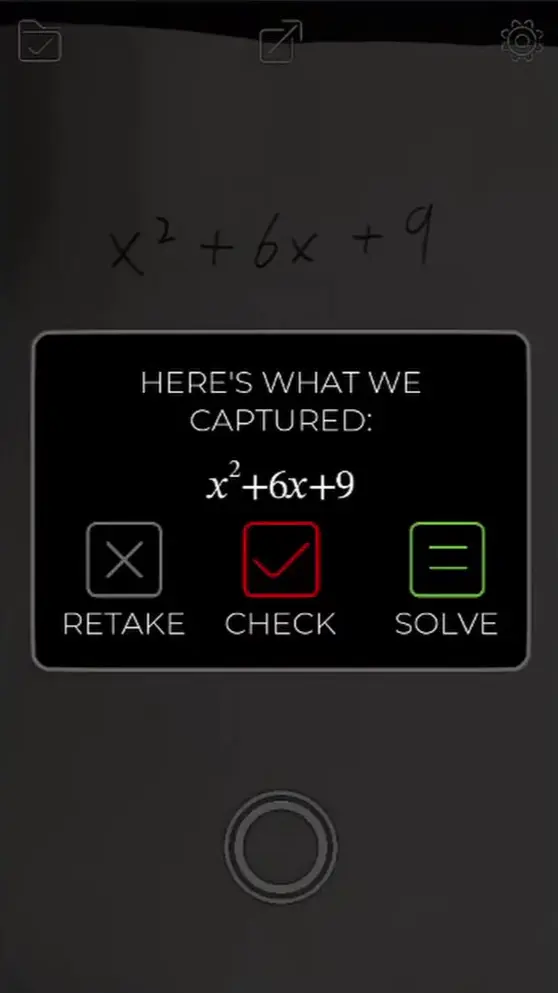 x² + 6x + 9
HERE'S WHAT WE
CAPTURED:
x²+6x+9
RETAKE CHECK SOLVE